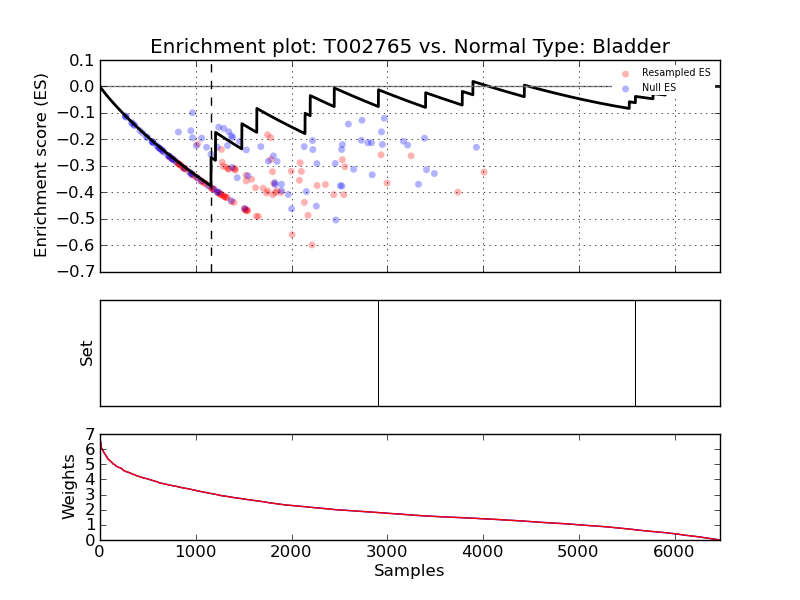 Enrichment plot: T002765 vs. Normal Type: Bladder
Enrichment score (ES)
0.1
0.0
−0.1
−0.2
−0.3
−0.4
−0.5
−0.6
−0.7
Resampled ES
Null ES
Set
Weights
7
6
5
4
3
2
1
0
0 1000 2000 3000 4000 5000 6000
Samples